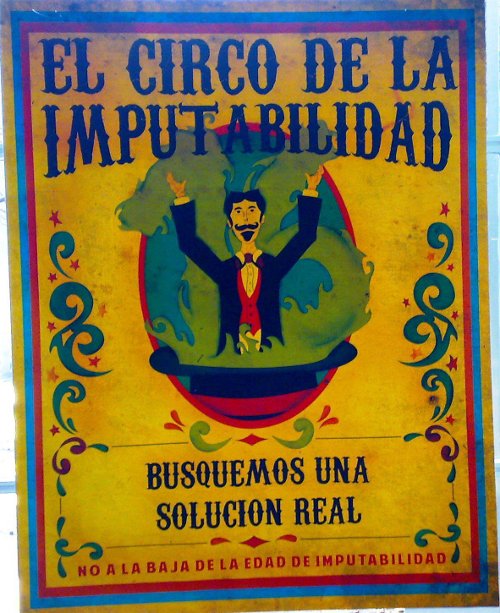 EL CIRCO DE LA
IMPUTABILIDAD
BUSQUEMOS UNA
SOLUCION REAL
NO A LA BAJA DE LA EDAD DE IMPUTABILIDAD